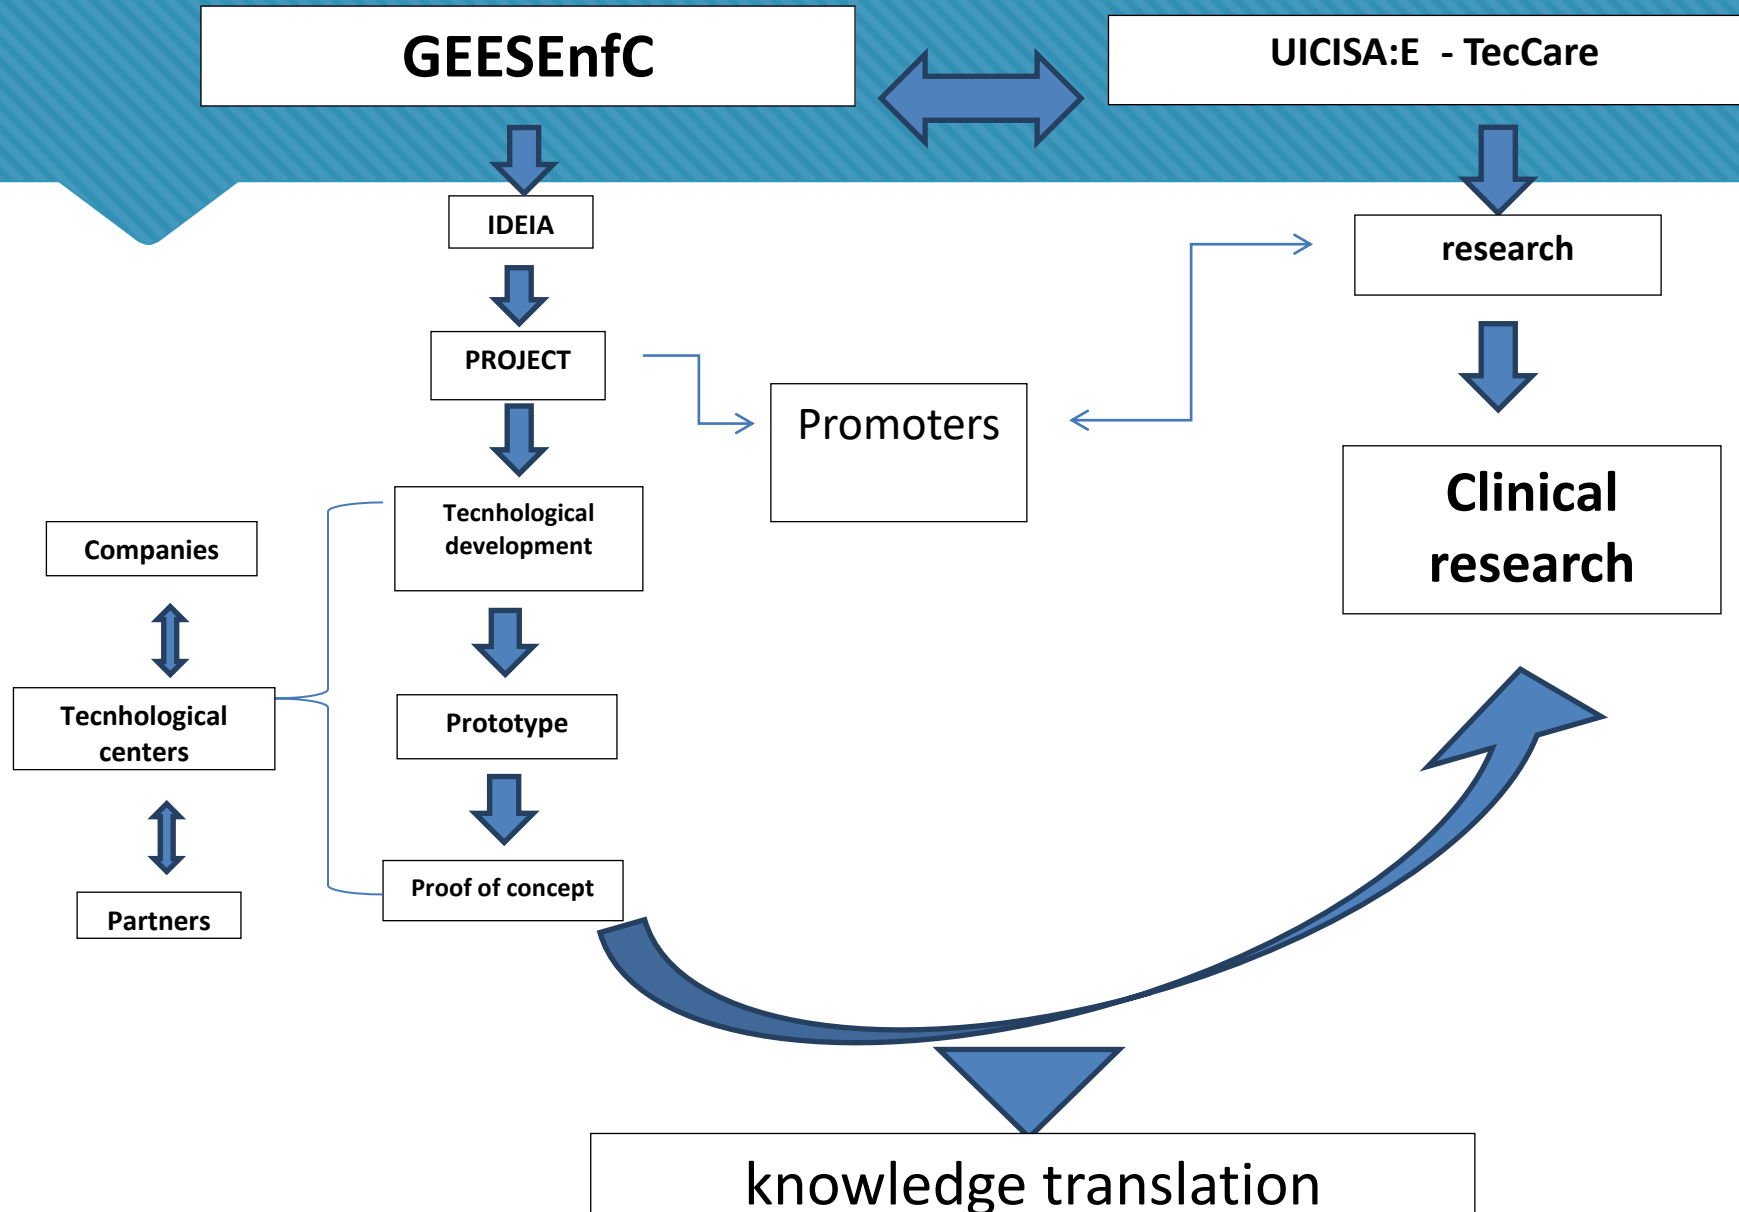 GEESEnfC
UICISA:E - TecCare
IDEIA
research
PROJECT
Promoters
Clinical
research
Tecnhological
development
Companies
Tecnhological
centers
Prototype
Proof of concept
Partners
knowledge translation